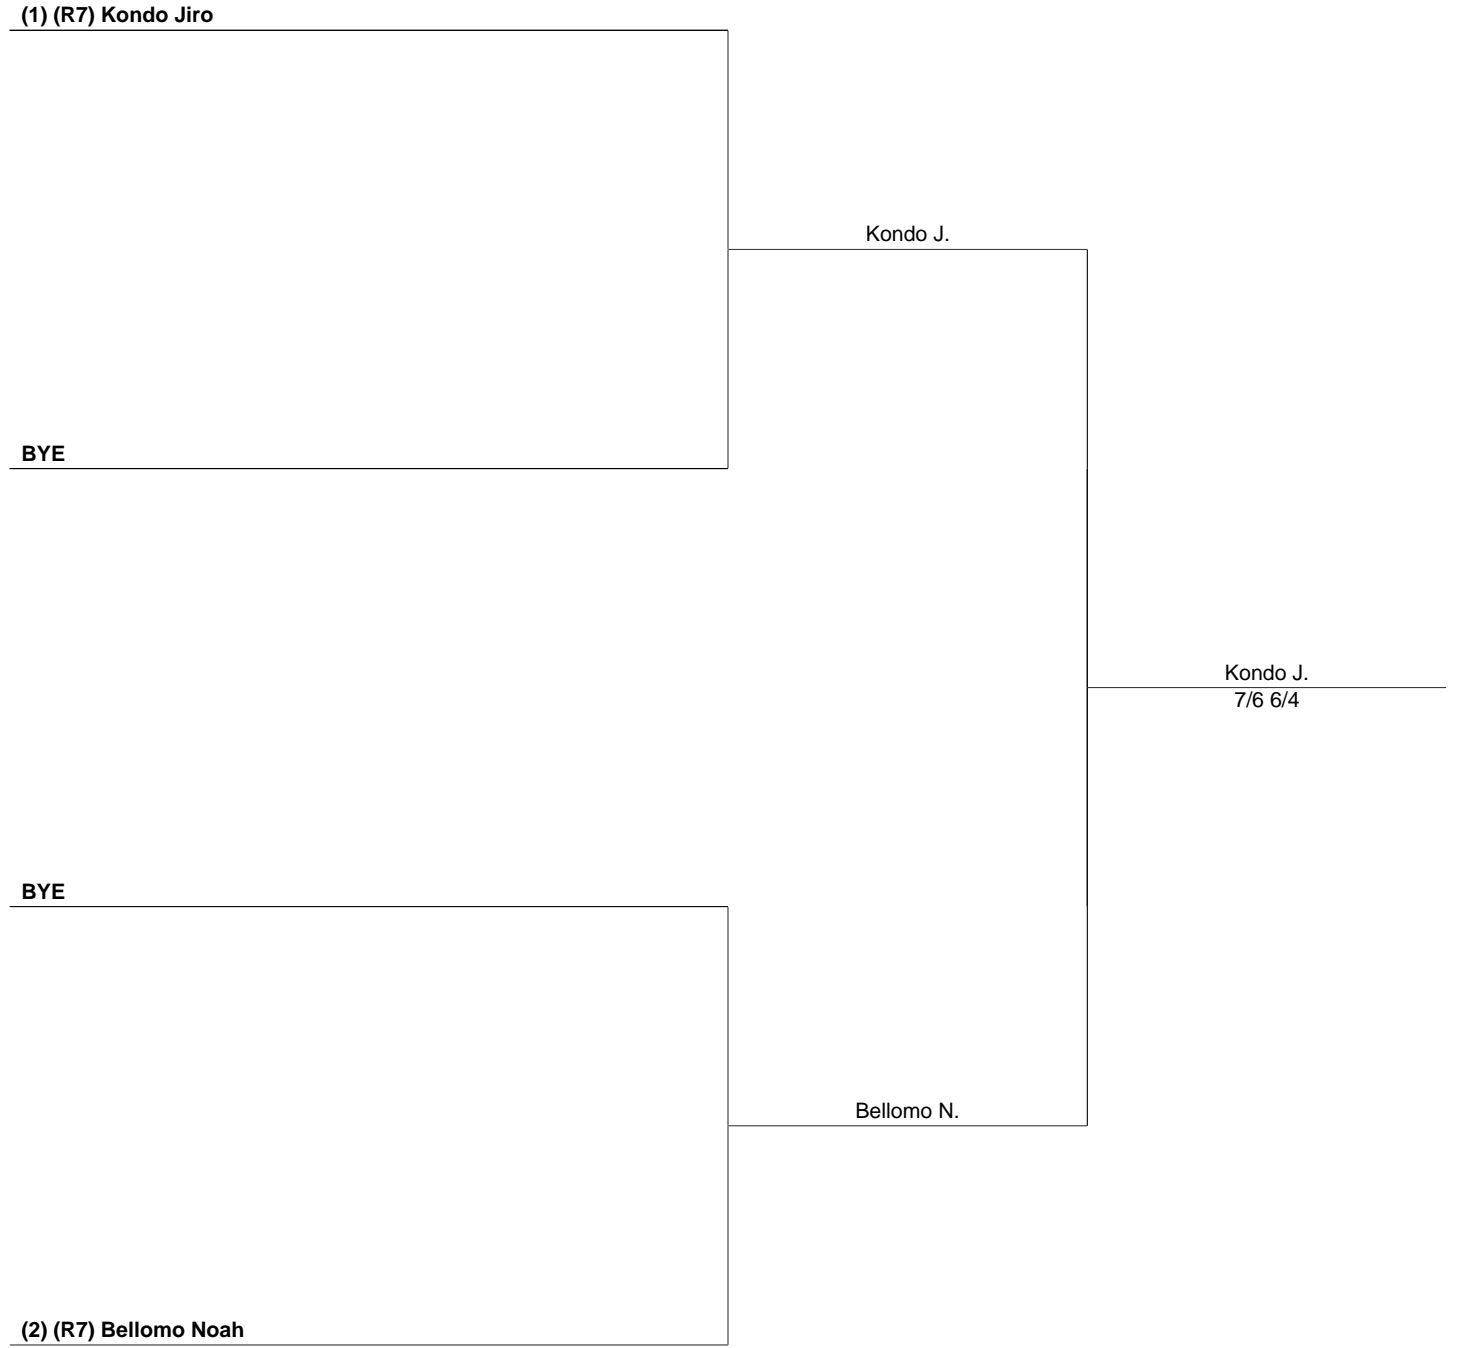 (1) (R7) Kondo Jiro
Kondo J.
BYE
Kondo J.
7/6 6/4
BYE
Bellomo N.
(2) (R7) Bellomo Noah